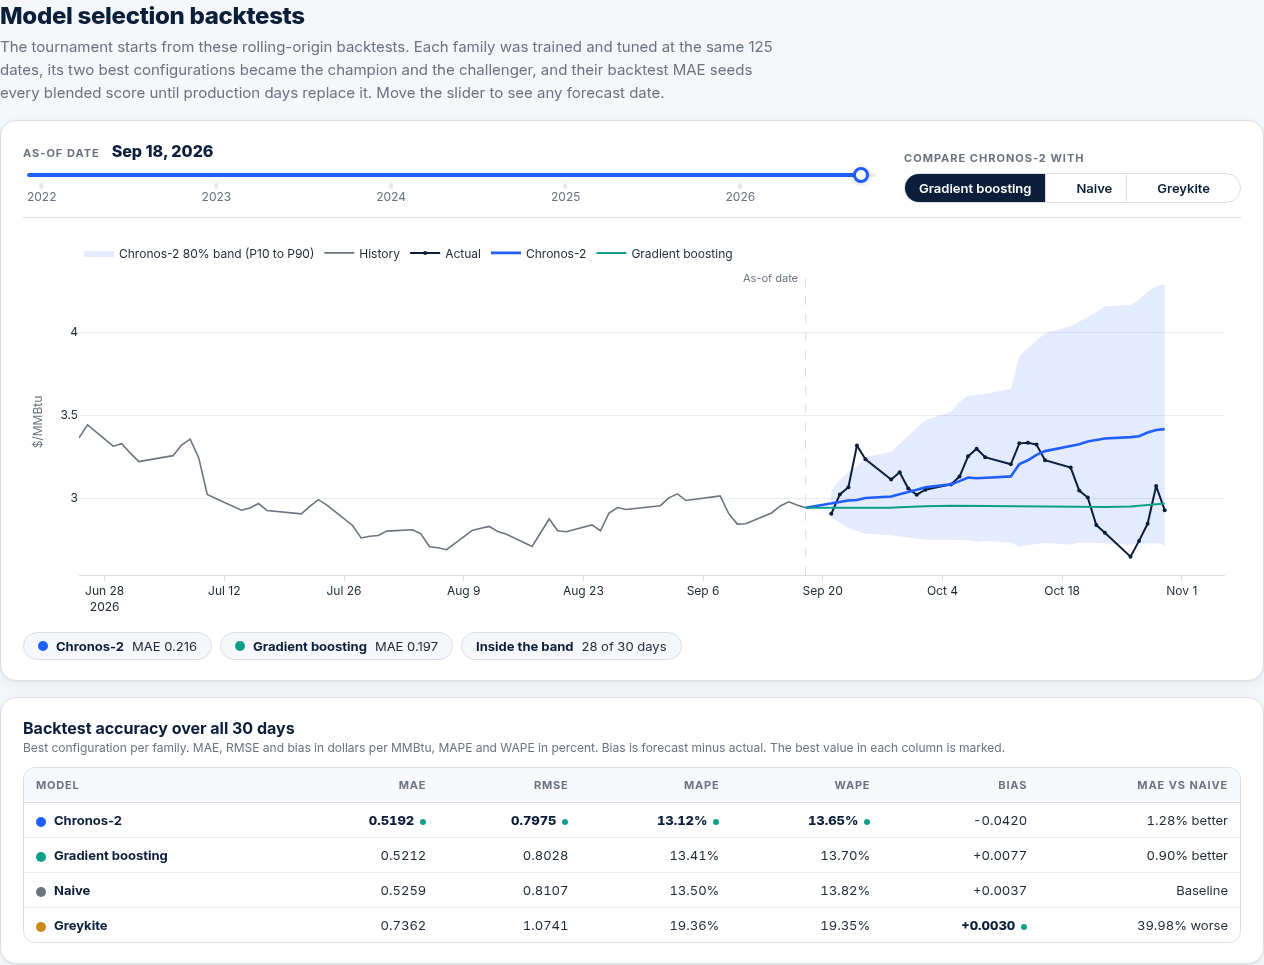 Model selection backtests
The tournament starts from these rolling-origin backtests. Each family was trained and tuned at the same 125
dates, its two best configurations became the champion and the challenger, and their backtest MAE seeds
every blended score until production days replace it. Move the slider to see any forecast date.
AS-OF DATE Sep 18, 2026
2022 2023 2024 2025 2026
COMPARE CHRONOS-2 WITH
Gradient boosting Naive Greykite
Chronos-2 80% band (P10 to P90) History Actual Chronos-2 Gradient boosting
As-of date
4
3.5
3
$/MMBtu
Jun 28 Jul 12 Jul 26 Aug 9 Aug 23 Sep 6 Sep 20 Oct 4 Oct 18 Nov 1
2026
Chronos-2 MAE 0.216 Gradient boosting MAE 0.197 Inside the band 28 of 30 days
Backtest accuracy over all 30 days
Best configuration per family. MAE, RMSE and bias in dollars per MMBtu, MAPE and WAPE in percent. Bias is forecast minus actual. The best value in each column is marked.
MODEL MAE RMSE MAPE WAPE BIAS MAE VS NAIVE
Chronos-2 0.5192 0.7975 13.12% 13.65% -0.0420 1.28% better
Gradient boosting 0.5212 0.8028 13.41% 13.70% +0.0077 0.90% better
Naive 0.5259 0.8107 13.50% 13.82% +0.0037 Baseline
Greykite 0.7362 1.0741 19.36% 19.35% +0.0030 39.98% worse